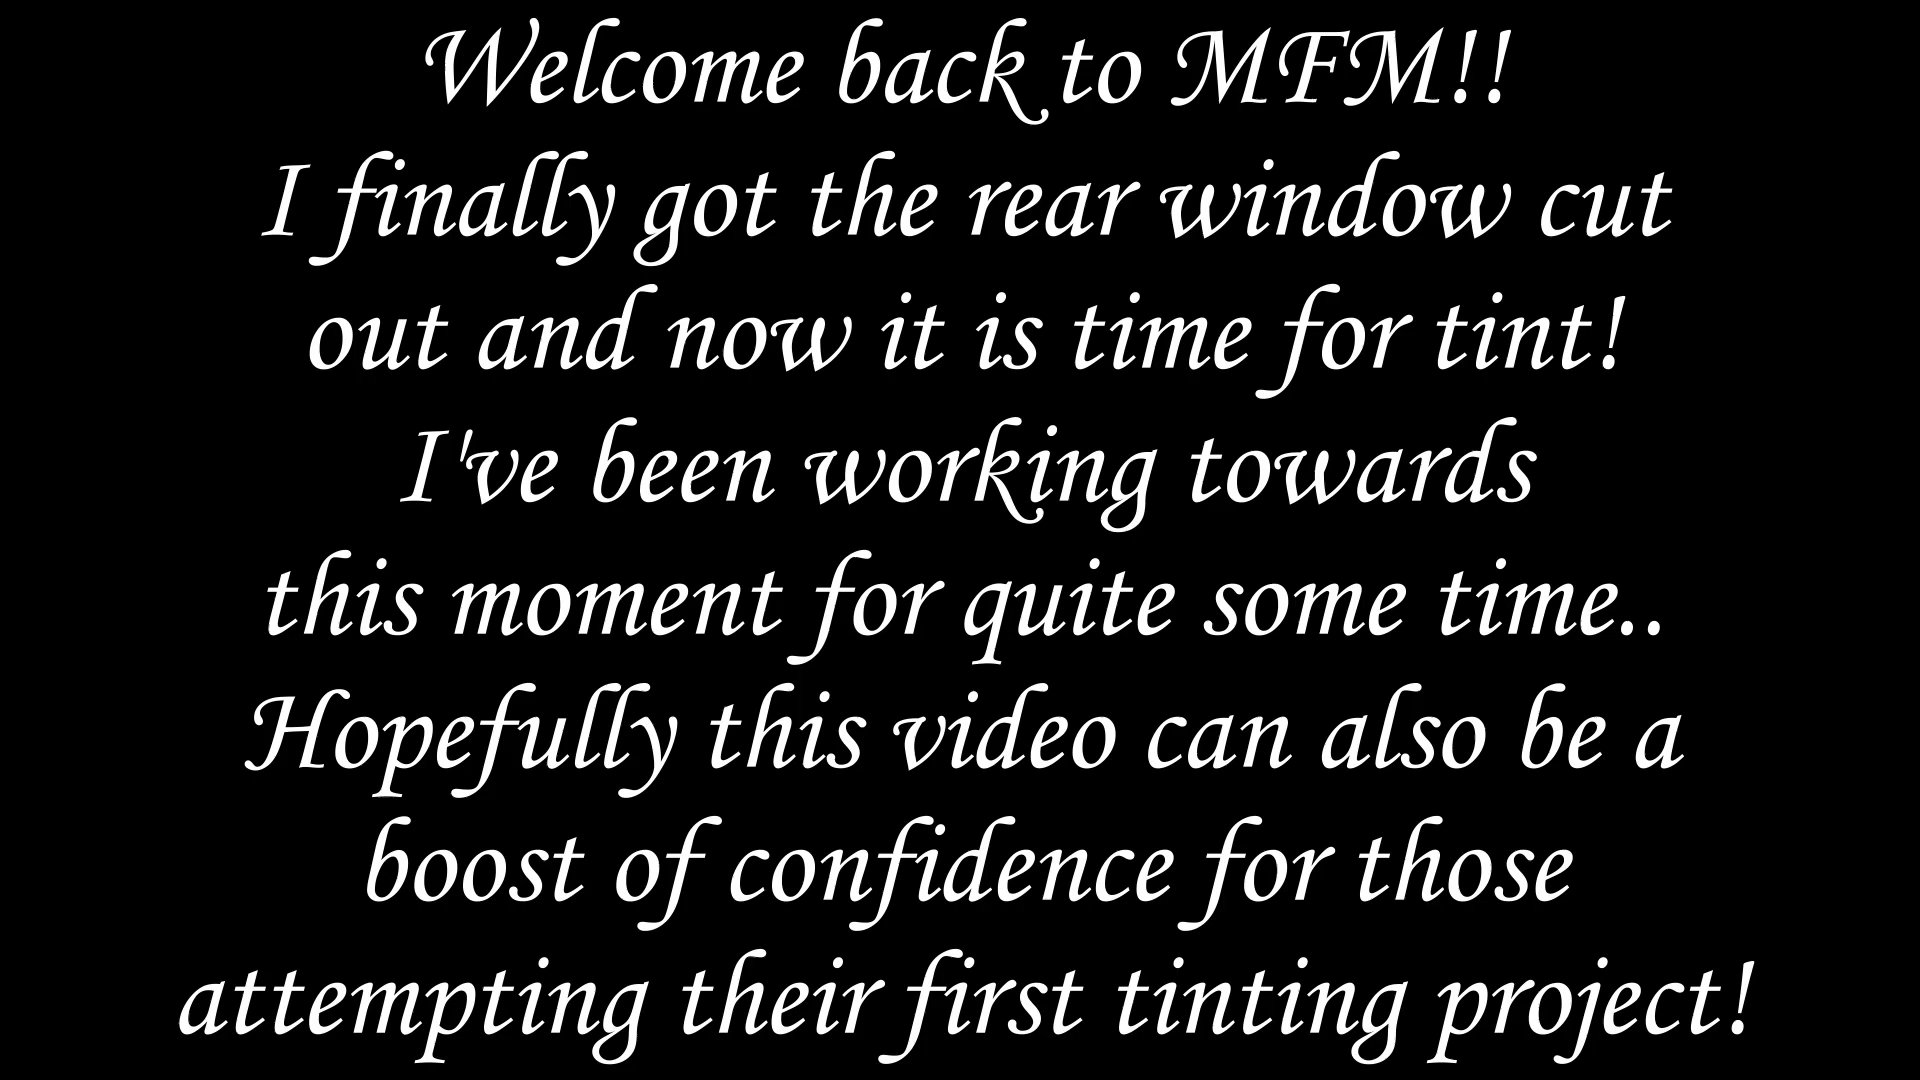 Welcome back to MFM!!
I finally got the rear window cut
out and now it is time for tint!
I've been working towards
this moment for quite some time..
Hopefully this video can also be a
boost of confidence for those
attempting their first tinting project!